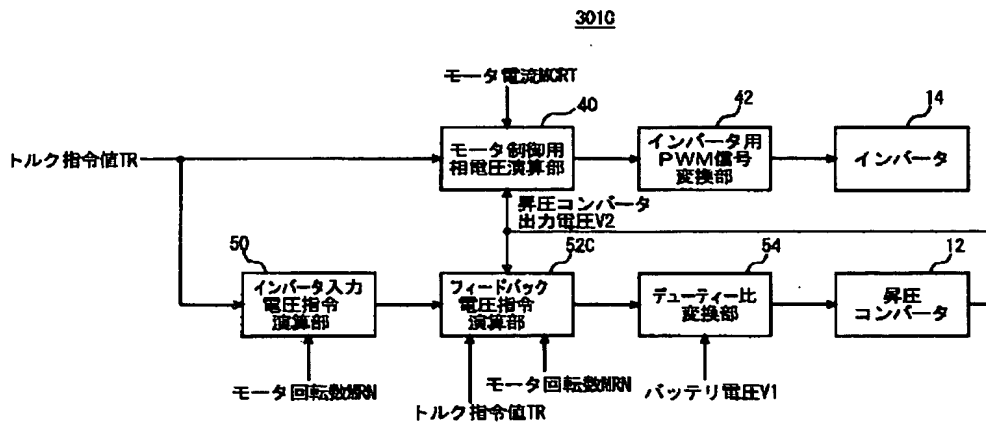 301C
モータ電流MCRT
40
42
14
トルク指令値TR
モータ制御用
相電圧演算部
インバータ用
PWM信号
変換部
インバータ
昇圧コンバータ
出力電圧V2
50
52C
54
12
インバータ入力
電圧指令
演算部
フィードバック
電圧指令
演算部
デューティー比
変換部
昇圧
コンバータ
モータ回転数MRN
モータ回転数MRN
トルク指令値TR
バッテリ電圧V1